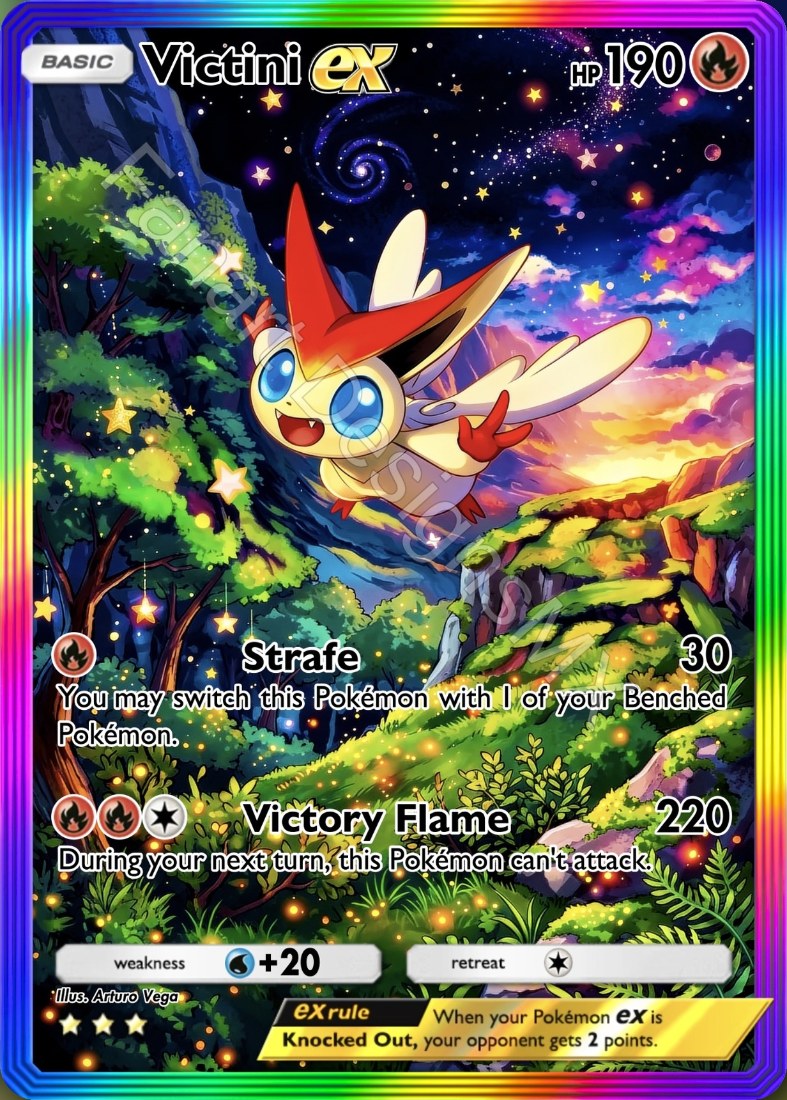 BASIC Victini ex HP 190
Fanart DesignsMX
Strafe 30
You may switch this Pokémon with 1 of your Benched
Pokémon.
Victory Flame 220
During your next turn, this Pokémon can't attack.
weakness +20 retreat
Illus. Arturo Vega
ex rule When your Pokémon ex is
Knocked Out, your opponent gets 2 points.